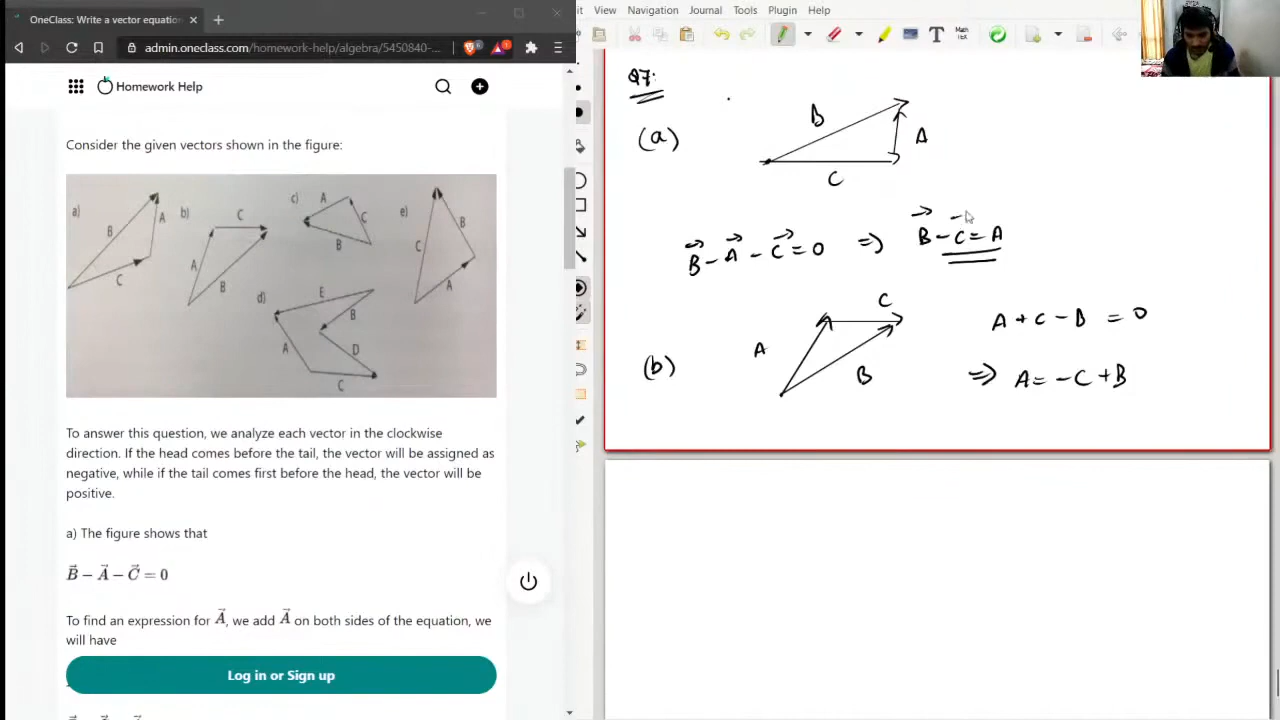 OneClass: Write a vector equation
admin.oneclass.com/homework-help/algebra/5450840-...
Homework Help
Consider the given vectors shown in the figure:
a)
B
A
C
b)
C
A
B
c)
A
C
B
d)
E
B
D
A
C
e)
C
B
A
To answer this question, we analyze each vector in the clockwise
direction. If the head comes before the tail, the vector will be assigned as
negative, while if the tail comes first before the head, the vector will be
positive.
a) The figure shows that
B⃗ − A⃗ − C⃗ = 0
To find an expression for A⃗, we add A⃗ on both sides of the equation, we
will have
Log in or Sign up
View Navigation Journal Tools Plugin Help
T
Math
TEX
Q7:
(a)
B
A
C
B⃗ − A⃗ − C⃗ = 0 ⇒ B⃗ − C = A
(b)
C
A
B
A + C − B = 0
⇒ A = − C + B